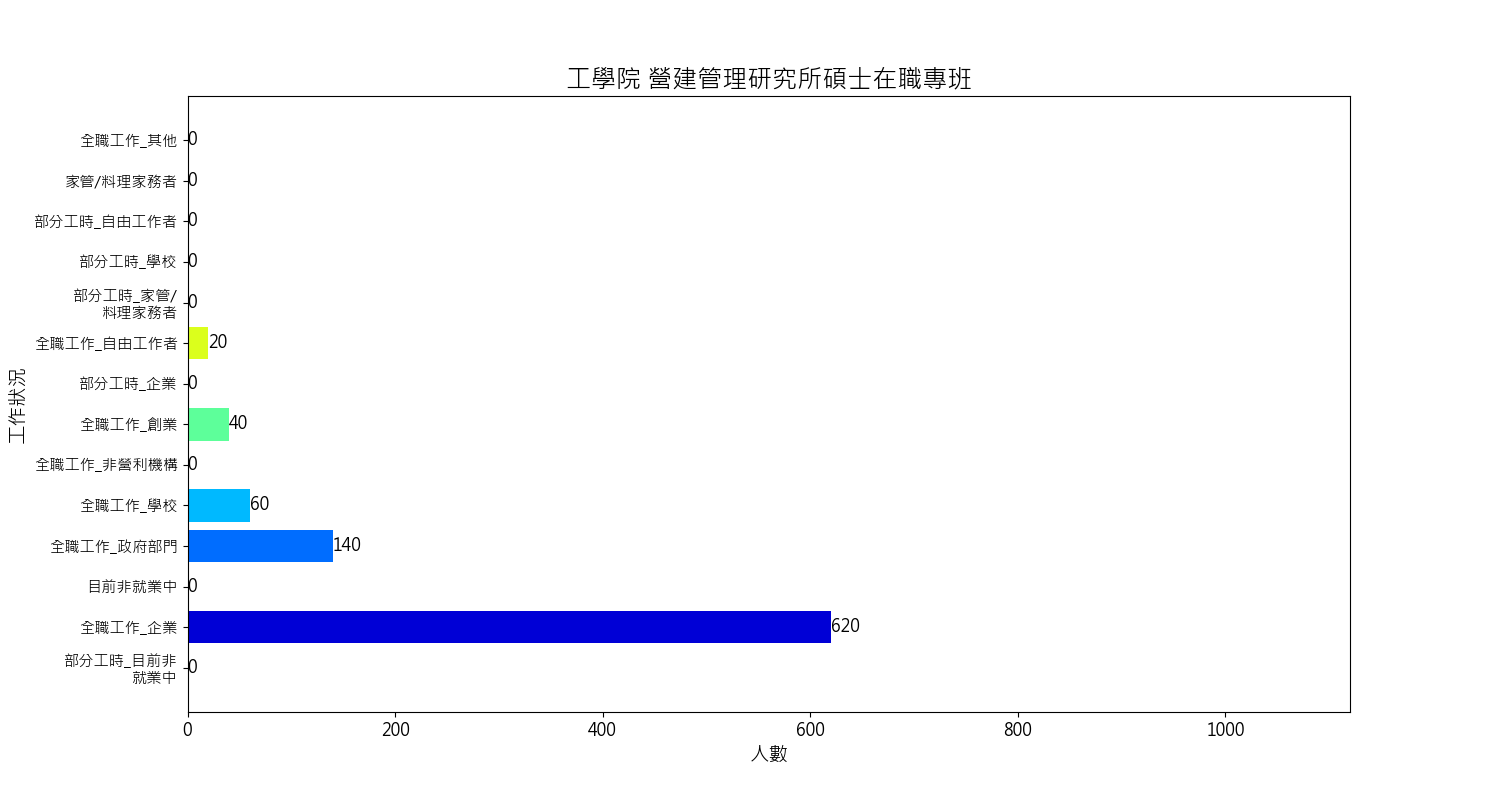 工學院 營建管理研究所碩士在職專班
全職工作_其他 0
家管/料理家務者 0
部分工時_自由工作者 0
部分工時_學校 0
部分工時_家管/
料理家務者 0
全職工作_自由工作者 20
部分工時_企業 0
全職工作_創業 40
全職工作_非營利機構 0
全職工作_學校 60
全職工作_政府部門 140
目前非就業中 0
全職工作_企業 620
部分工時_目前非
就業中 0
工作狀況
0 200 400 600 800 1000
人數